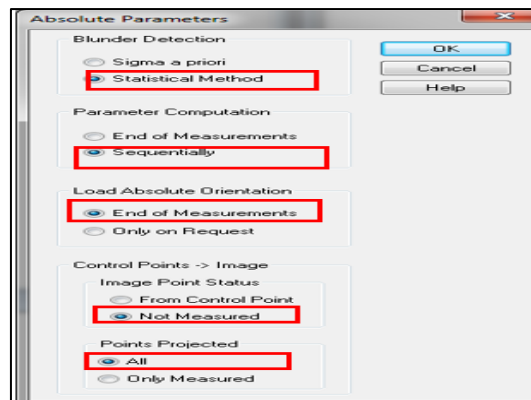 Absolute Parameters
Blunder Detection
OK
Sigma a priori
Cancel
Statistical Method
Help
Parameter Computation
End of Measurements
Sequentially
Load Absolute Orientation
End of Measurements
Only on Request
Control Points -> Image
Image Point Status
From Control Point
Not Measured
Points Projected
All
Only Measured